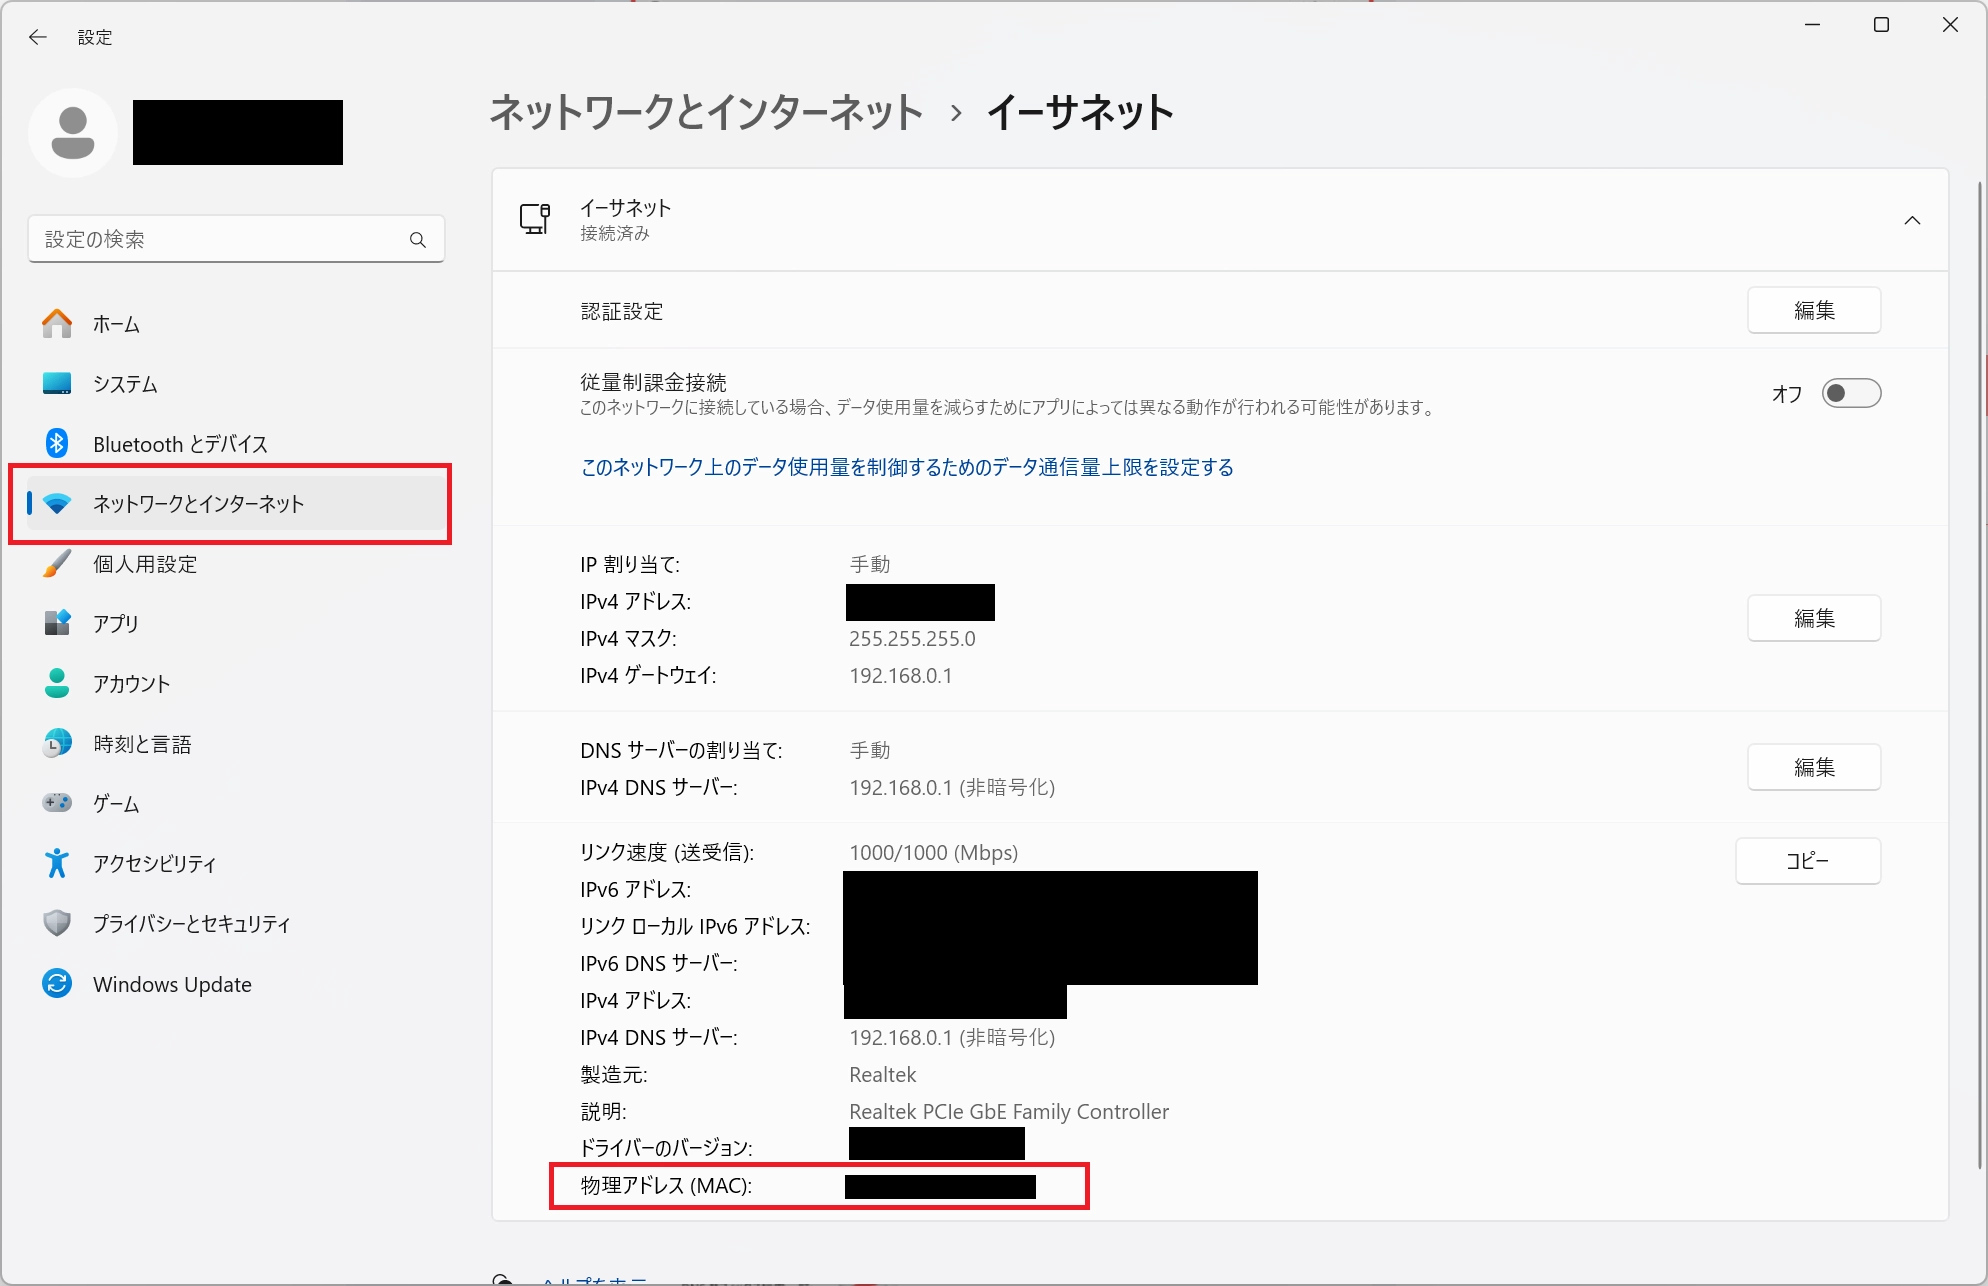 設定
ネットワークとインターネット › イーサネット
設定の検索
ホーム
システム
Bluetooth とデバイス
ネットワークとインターネット
個人用設定
アプリ
アカウント
時刻と言語
ゲーム
アクセシビリティ
プライバシーとセキュリティ
Windows Update
イーサネット
接続済み
認証設定 編集
従量制課金接続
このネットワークに接続している場合、データ使用量を減らすためにアプリによっては異なる動作が行われる可能性があります。
オフ
このネットワーク上のデータ使用量を制御するためのデータ通信量上限を設定する
IP 割り当て: 手動
IPv4 アドレス:
IPv4 マスク: 255.255.255.0
IPv4 ゲートウェイ: 192.168.0.1
編集
DNS サーバーの割り当て: 手動
IPv4 DNS サーバー: 192.168.0.1 (非暗号化)
編集
リンク速度 (送受信): 1000/1000 (Mbps)
コピー
IPv6 アドレス:
リンク ローカル IPv6 アドレス:
IPv6 DNS サーバー:
IPv4 アドレス:
IPv4 DNS サーバー: 192.168.0.1 (非暗号化)
製造元: Realtek
説明: Realtek PCIe GbE Family Controller
ドライバーのバージョン:
物理アドレス (MAC):